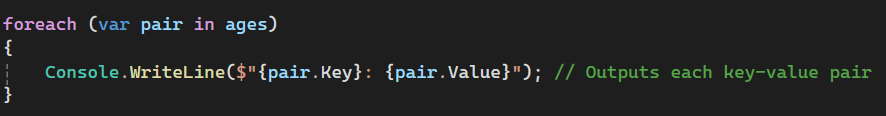 foreach (var pair in ages)
{
    Console.WriteLine($"{pair.Key}: {pair.Value}"); // Outputs each key-value pair
}